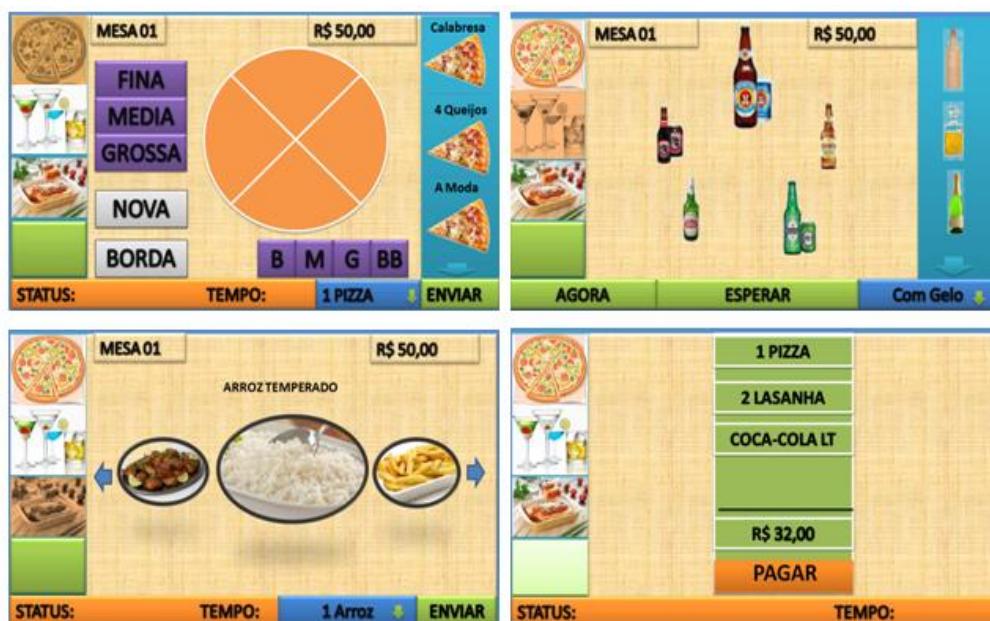 MESA 01
R$ 50,00
Calabresa
FINA
MEDIA
GROSSA
4 Queijos
A Moda
NOVA
BORDA
B M G BB
STATUS:
TEMPO:
1 PIZZA
ENVIAR
MESA 01
R$ 50,00
AGORA
ESPERAR
Com Gelo
MESA 01
R$ 50,00
ARROZ TEMPERADO
STATUS:
TEMPO:
1 Arroz
ENVIAR
1 PIZZA
2 LASANHA
COCA-COLA LT
R$ 32,00
PAGAR
STATUS:
TEMPO: